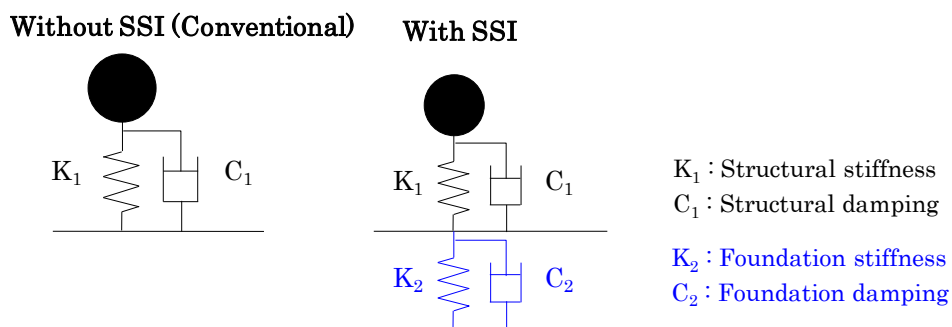 Without SSI (Conventional)
With SSI
K₁
C₁
K₁
C₁
K₂
C₂
K₁ : Structural stiffness
C₁ : Structural damping
K₂ : Foundation stiffness
C₂ : Foundation damping